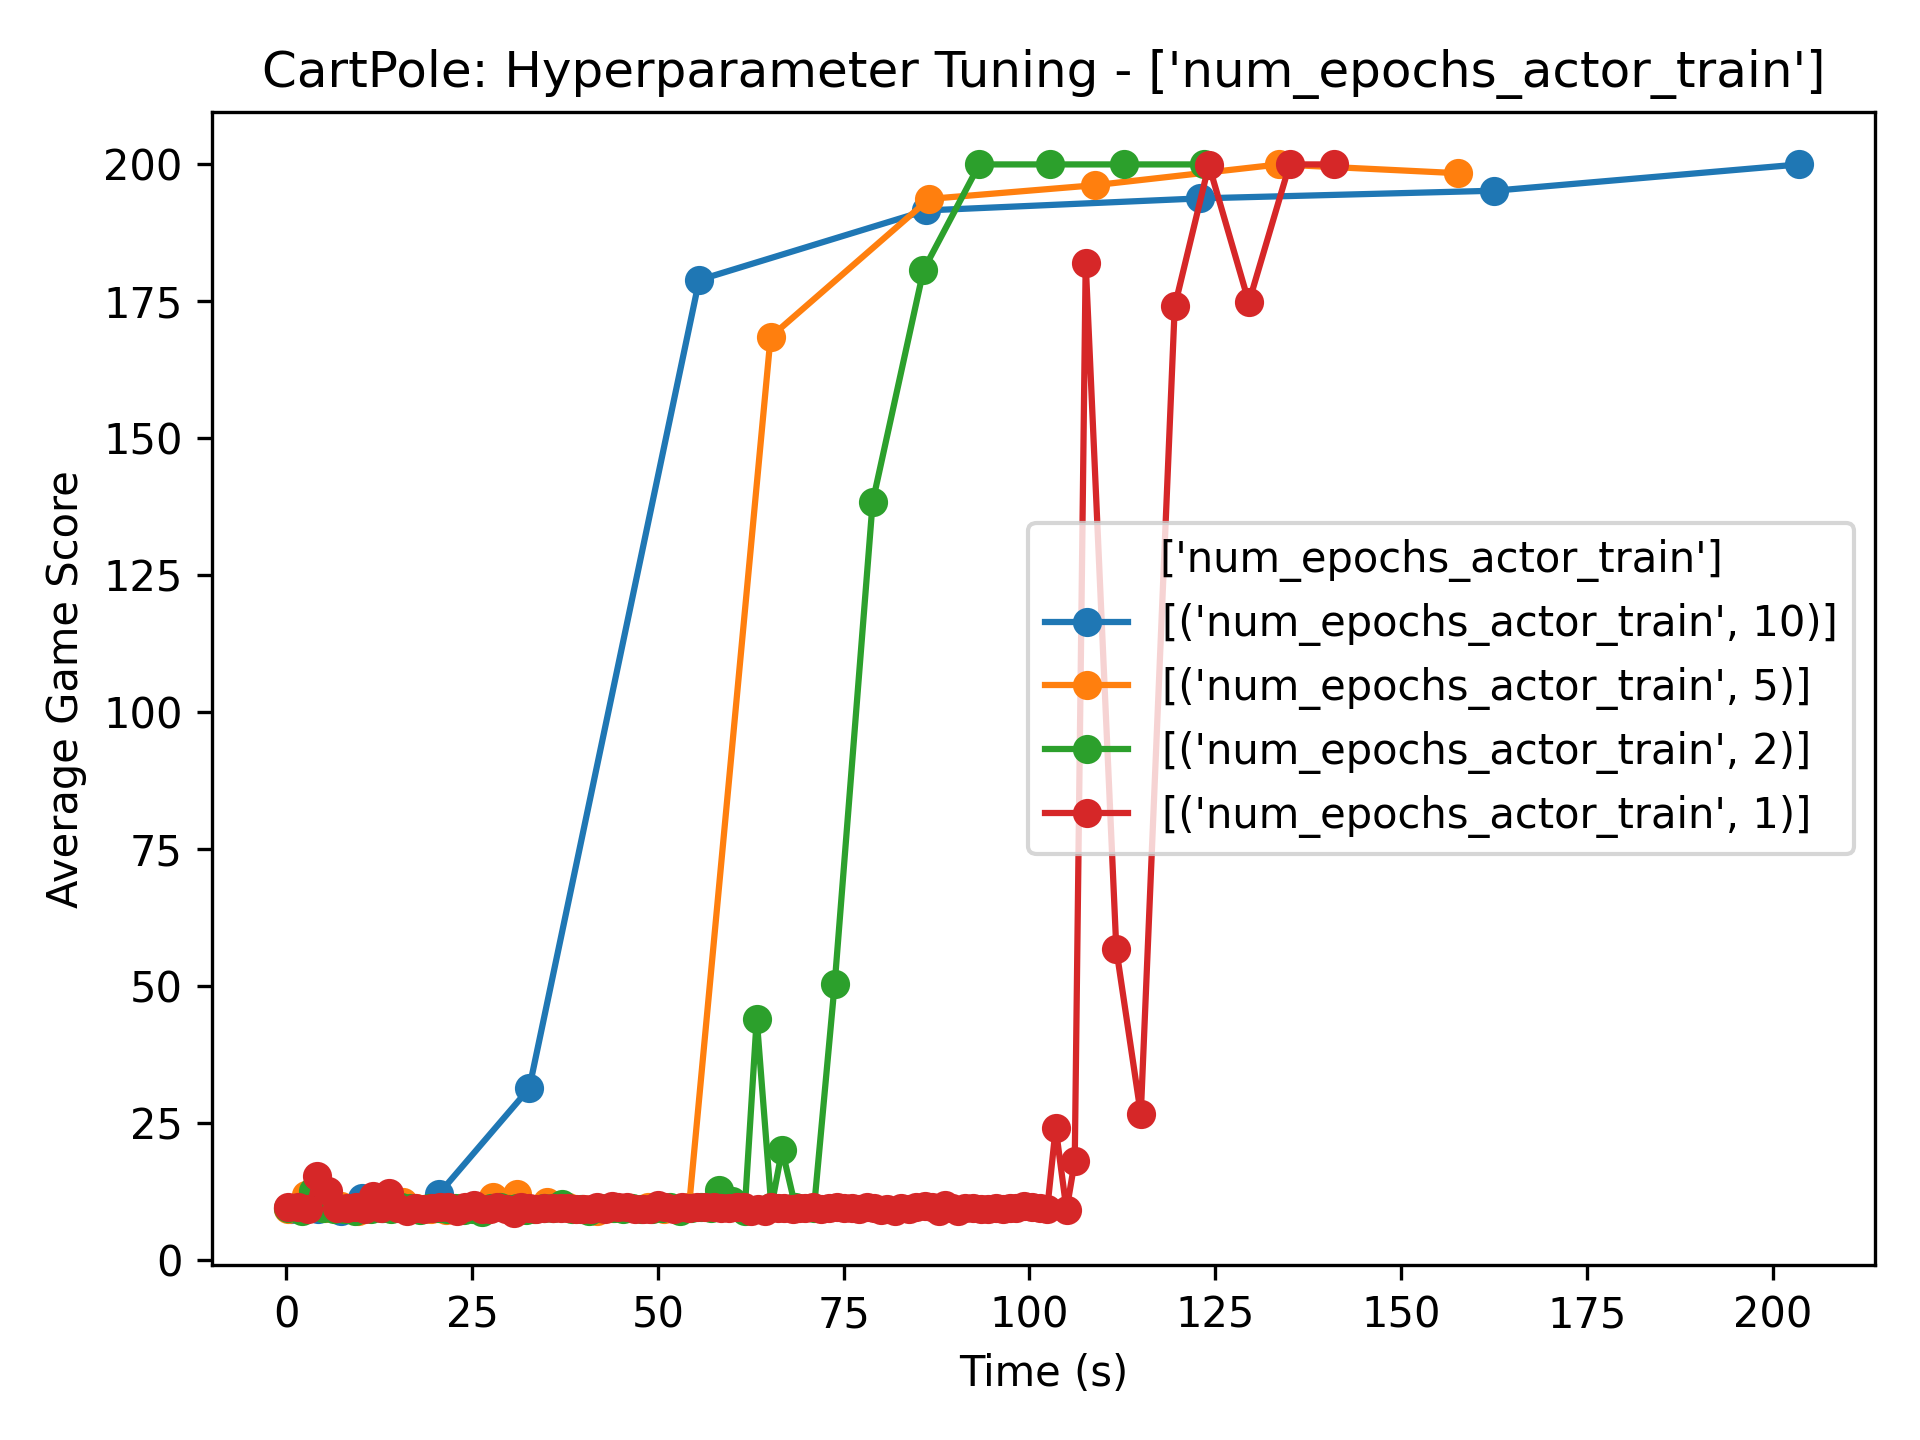 CartPole: Hyperparameter Tuning - ['num_epochs_actor_train']
Average Game Score
200
175
150
125
100
75
50
25
0
['num_epochs_actor_train']
[('num_epochs_actor_train', 10)]
[('num_epochs_actor_train', 5)]
[('num_epochs_actor_train', 2)]
[('num_epochs_actor_train', 1)]
0 25 50 75 100 125 150 175 200
Time (s)